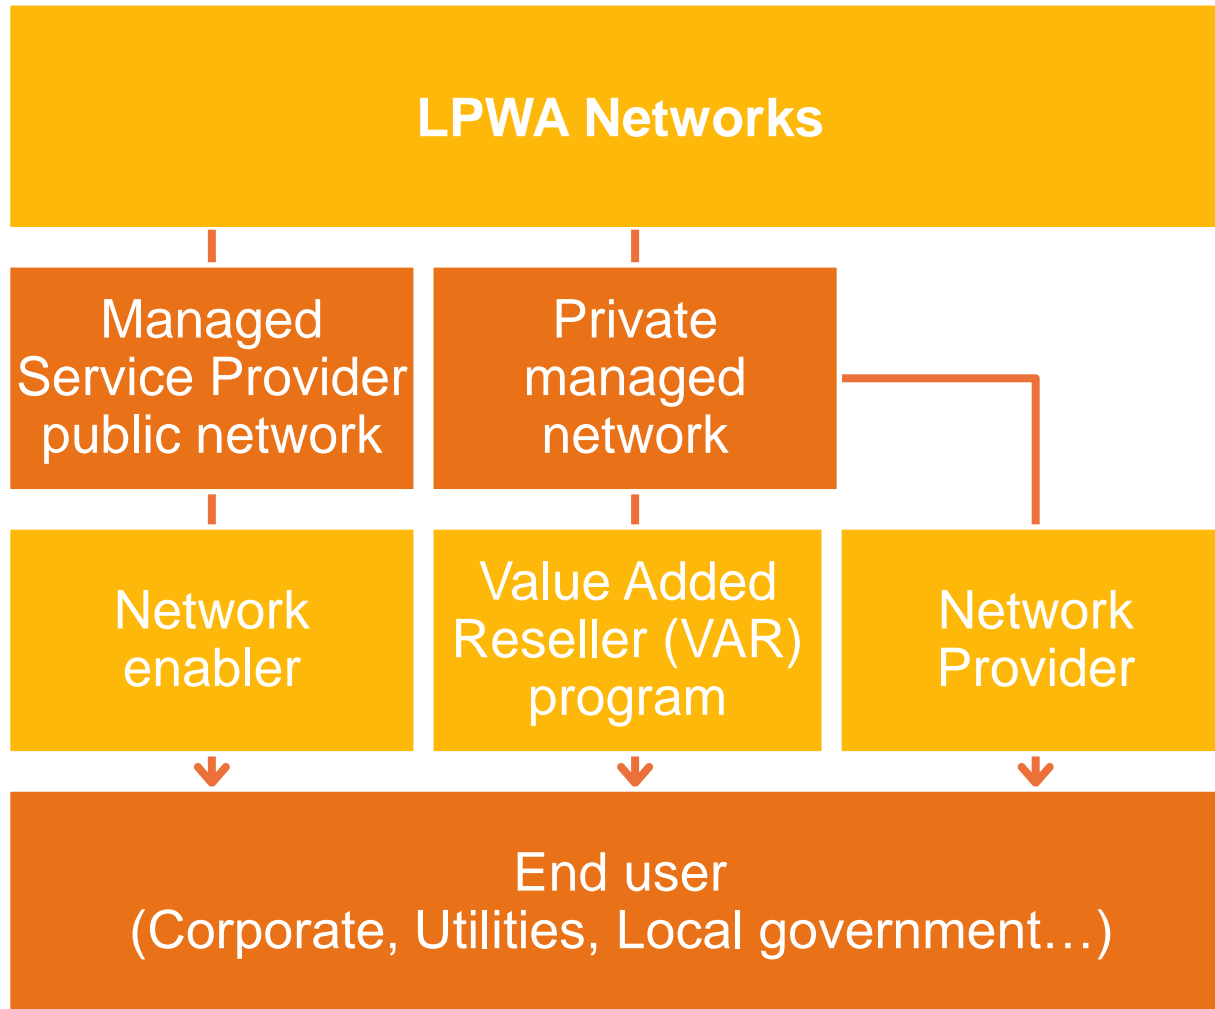 LPWA Networks
Managed
Service Provider
public network
Private
managed
network
Network
enabler
Value Added
Reseller (VAR)
program
Network
Provider
End user
(Corporate, Utilities, Local government…)